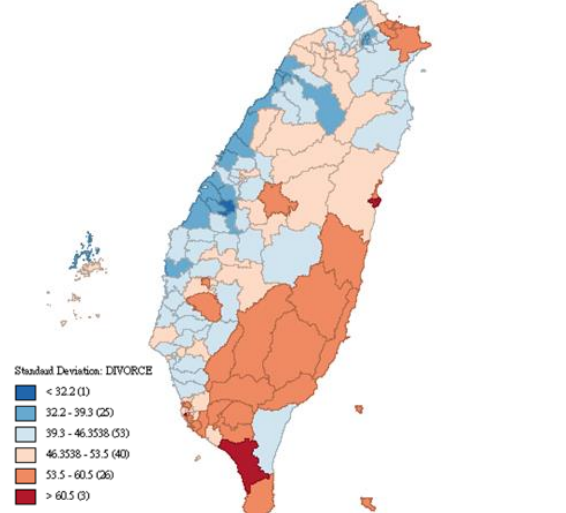 Standard Deviation: DIVORCE
< 32.2 (1)
32.2 - 39.3 (25)
39.3 - 46.3538 (53)
46.3538 - 53.5 (40)
53.5 - 60.5 (26)
> 60.5 (3)